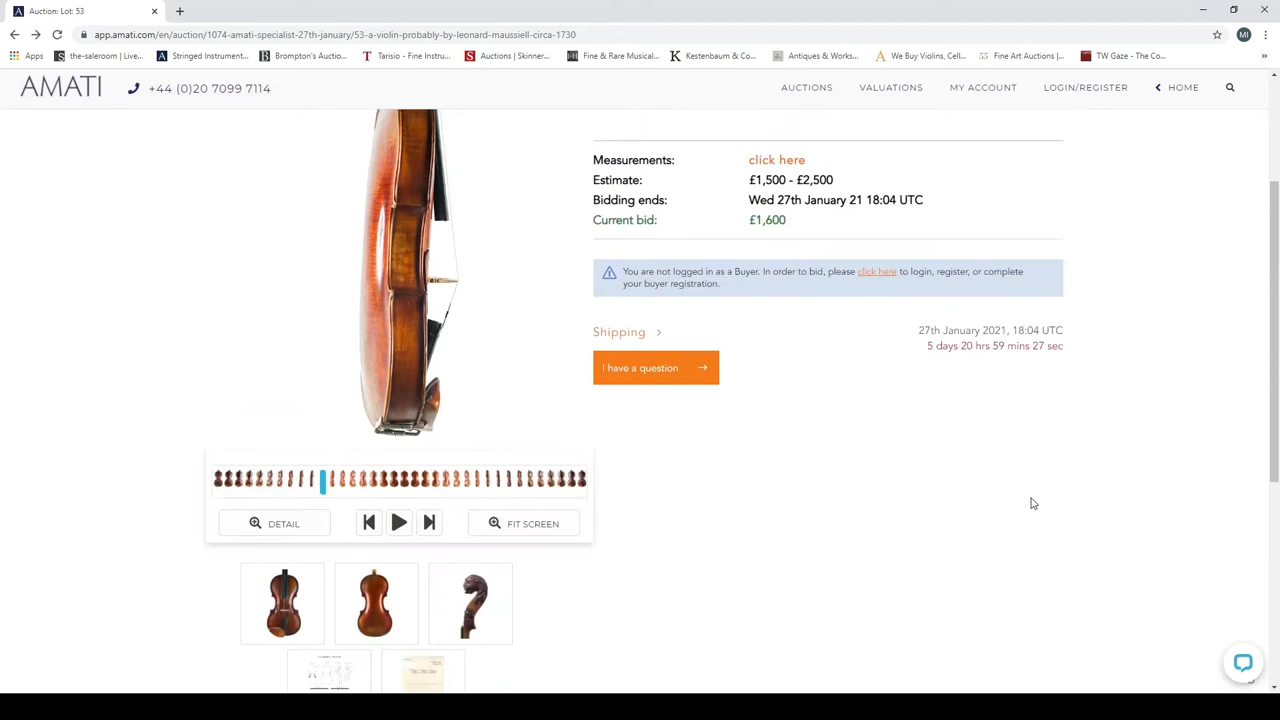 Auction: Lot: 53
app.amati.com/en/auction/1074-amati-specialist-27th-january/53-a-violin-probably-by-leonard-maussiell-circa-1730
MI
Apps
the-saleroom | Live...
Stringed Instrument...
Brompton's Auctio...
Tarisio - Fine Instru...
Auctions | Skinner...
Fine & Rare Musical...
Kestenbaum & Co...
Antiques & Works...
We Buy Violins, Cell...
Fine Art Auctions |...
TW Gaze - The Co...
AMATI
+44 (0)20 7099 7114
AUCTIONS
VALUATIONS
MY ACCOUNT
LOGIN/REGISTER
HOME
Measurements: click here
Estimate: £1,500 - £2,500
Bidding ends: Wed 27th January 21 18:04 UTC
Current bid: £1,600
You are not logged in as a Buyer. In order to bid, please click here to login, register, or complete
your buyer registration.
Shipping
27th January 2021, 18:04 UTC
5 days 20 hrs 59 mins 27 sec
I have a question
DETAIL
FIT SCREEN